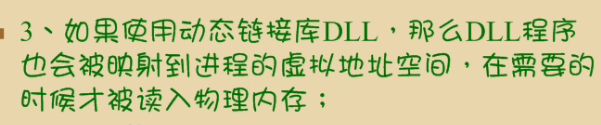 3、如果使用动态链接库DLL，那么DLL程序
也会被映射到进程的虚拟地址空间，在需要的
时候才被读入物理内存；